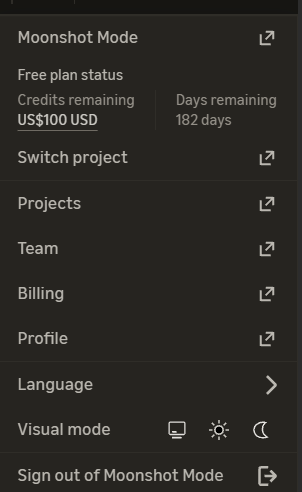 Moonshot Mode
Free plan status
Credits remaining
US$100 USD
Days remaining
182 days
Switch project
Projects
Team
Billing
Profile
Language
Visual mode
Sign out of Moonshot Mode